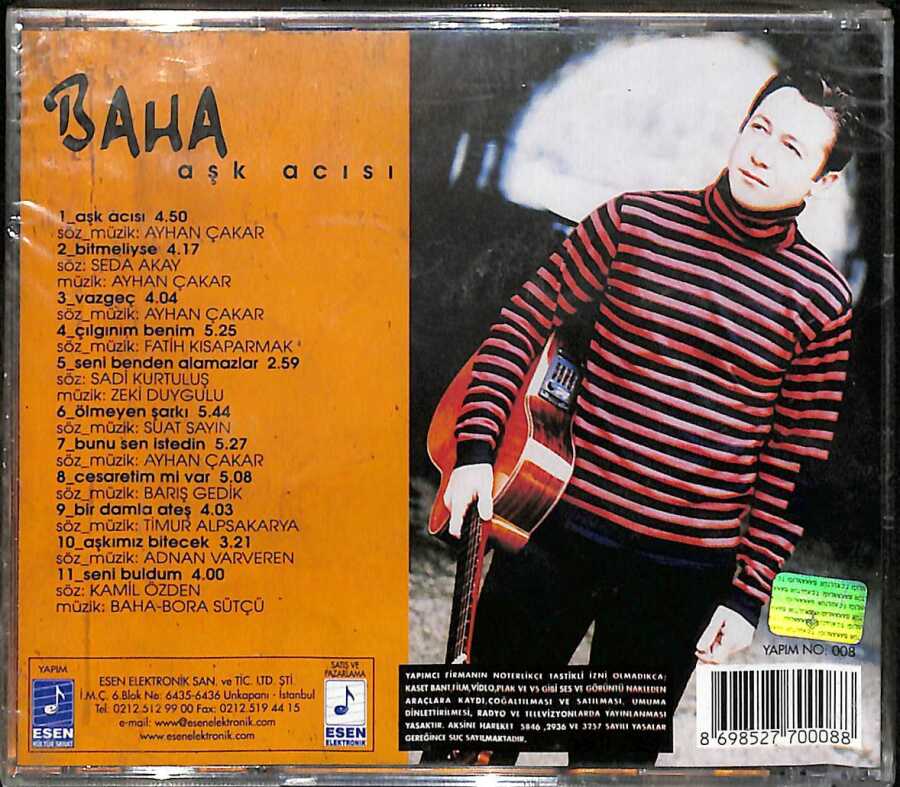 BAHA
aşk acısı
1_aşk acısı 4.50
söz_müzik: AYHAN ÇAKAR
2_bitmeliyse 4.17
söz: SEDA AKAY
müzik: AYHAN ÇAKAR
3_vazgeç 4.04
söz_müzik: AYHAN ÇAKAR
4_çılgınım benim 5.25
söz_müzik: FATİH KISAPARMAK
5_seni benden alamazlar 2.59
söz: SADİ KURTULUŞ
müzik: ZEKİ DUYGULU
6_ölmeyen şarkı 5.44
söz_müzik: SUAT SAYIN
7_bunu sen istedin 5.27
söz_müzik: AYHAN ÇAKAR
8_cesaretim mi var 5.08
söz_müzik: BARIŞ GEDİK
9_bir damla ateş 4.03
söz_müzik: TİMUR ALPSAKARYA
10_aşkımız bitecek 3.21
söz_müzik: ADNAN VARVEREN
11_seni buldum 4.00
söz: KAMİL ÖZDEN
müzik: BAHA-BORA SÜTÇÜ
YAPIM
ESEN
KÜLTÜR SANAT
ESEN ELEKTRONİK SAN. ve TİC. LTD. ŞTİ.
İ.M.Ç. 6.Blok No: 6435-6436 Unkapanı - İstanbul
Tel: 0212 512 99 00 Fax: 0212 519 44 15
e-mail: www@esenelektronik.com
www.esenelektronik.com
SATIŞ VE
PAZARLAMA
ESEN
ELEKTRONİK
YAPIMCI FİRMANIN NOTERLİKÇE TASTİKLİ İZNİ OLMADIKCA;
KASET BANT,FİLM,VİDEO,PLAK VE VS GİBİ SES VE GÖRÜNTÜ NAKLEDEN
ARAÇLARA KAYDI,ÇOĞALTILMASI VE SATILMASI, UMUMA
DİNLETTİRİLMESİ, RADYO VE TELEVİZYONLARDA YAYINLANMASI
YASAKTIR. AKSİNE HAREKET 5846 ,2936 VE 3257 SAYILI YASALAR
GEREĞİNCE SUÇ SAYILMAKTADIR.
YAPIM NO: 008
8 698527 700088